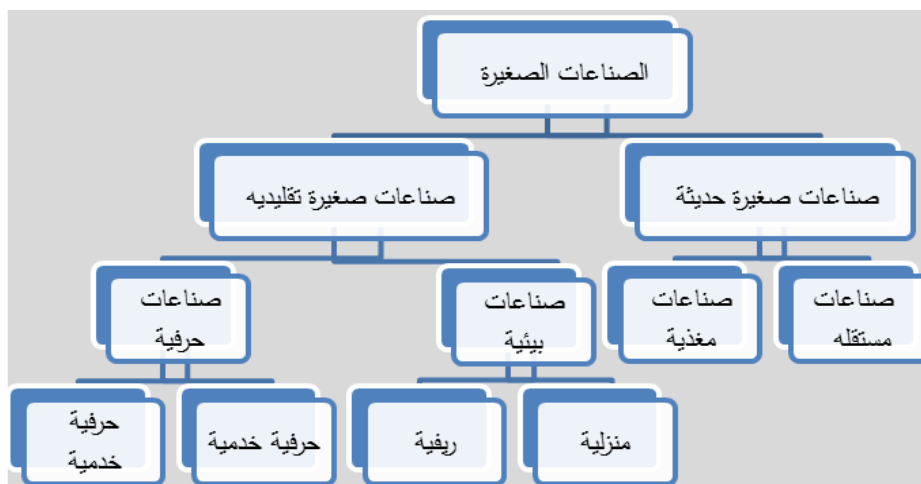 الصناعات الصغيرة
صناعات صغيرة حديثة
صناعات صغيرة تقليديه
صناعات
مستقله
صناعات
مغذية
صناعات
بيئية
صناعات
حرفية
منزلية
ريفية
حرفية خدمية
حرفية
خدمية